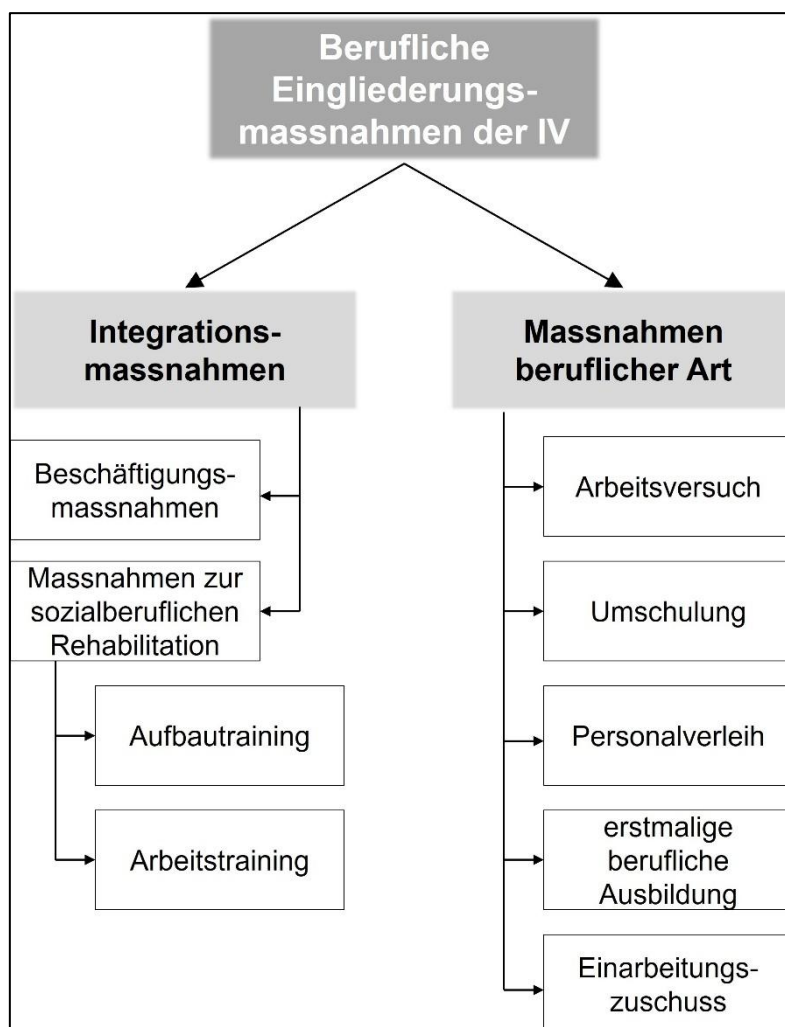 Berufliche
Eingliederungs-
massnahmen der IV
Integrations-
massnahmen
Beschäftigungs-
massnahmen
Massnahmen zur
sozialberuflichen
Rehabilitation
Aufbautraining
Arbeitstraining
Massnahmen
beruflicher Art
Arbeitsversuch
Umschulung
Personalverleih
erstmalige
berufliche
Ausbildung
Einarbeitungs-
zuschuss